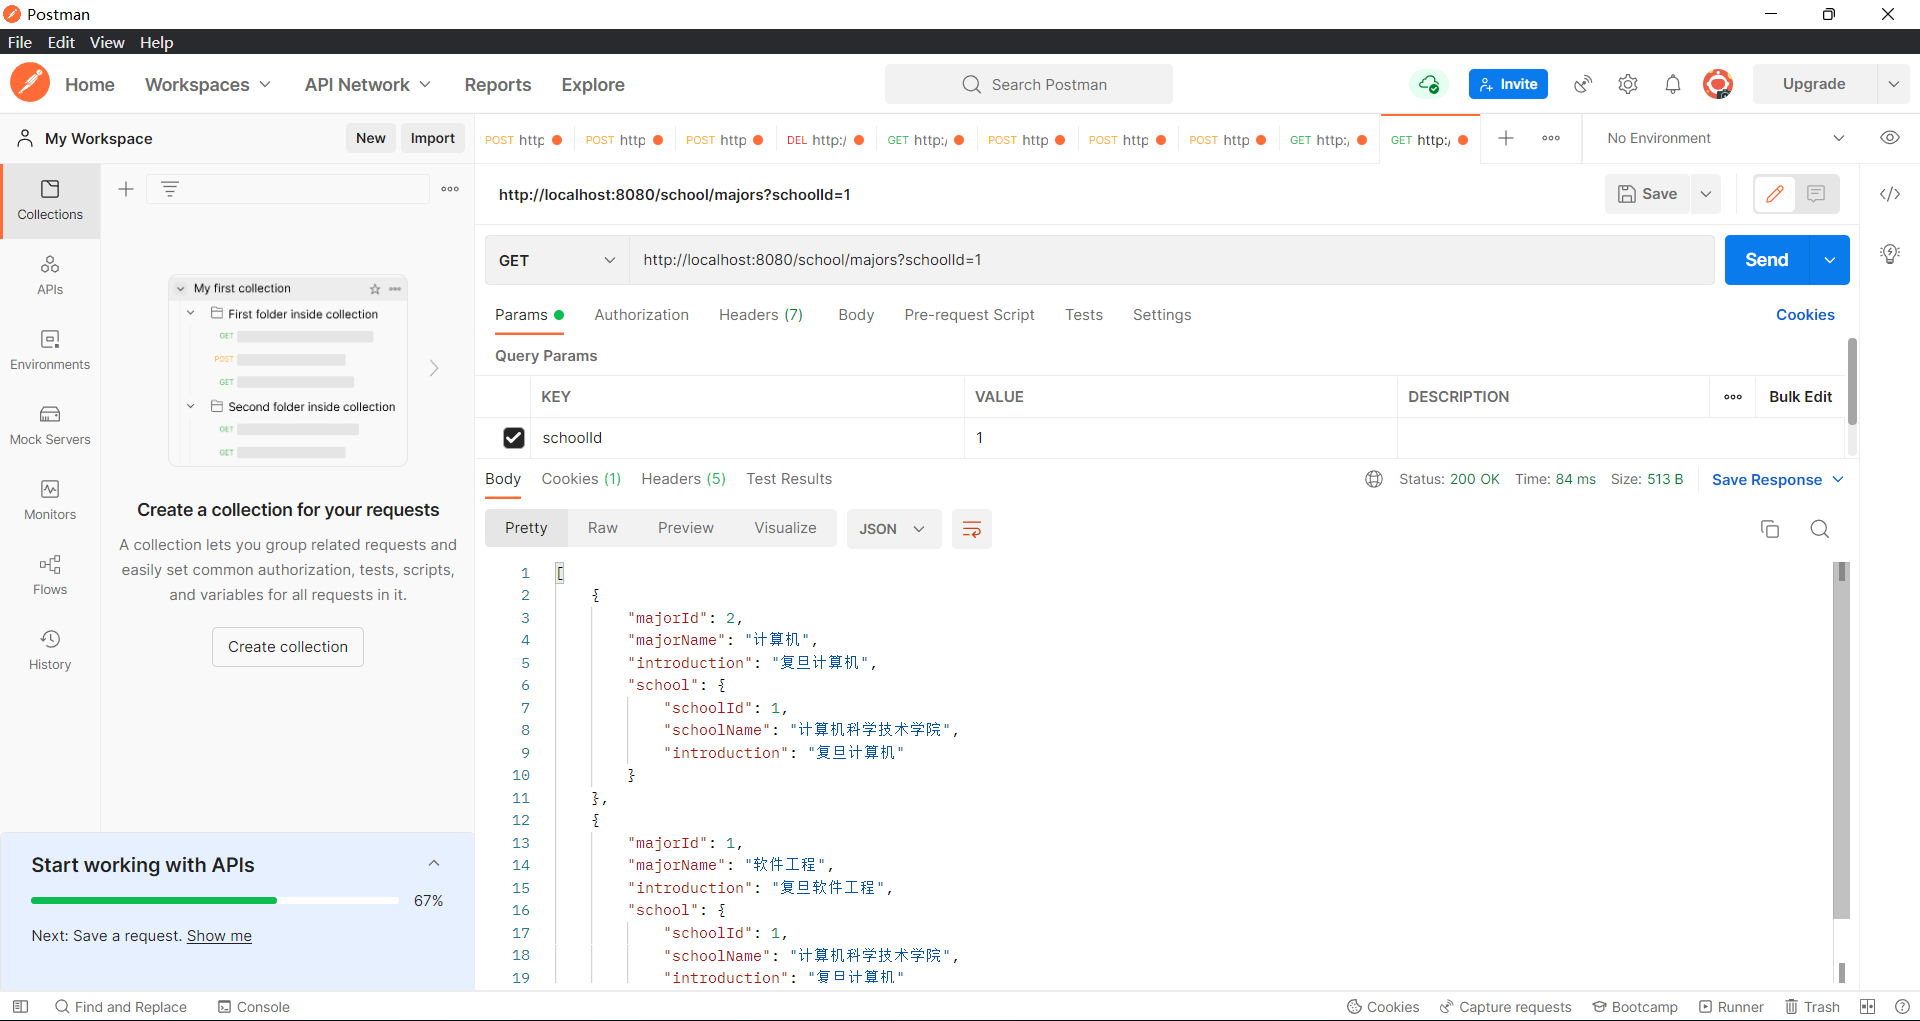 Postman
File Edit View Help
Home Workspaces API Network Reports Explore Search Postman Invite Upgrade
My Workspace New Import
POST http POST http POST http DEL http:/ GET http:/ POST http POST http POST http GET http:/ GET http:/ No Environment
Collections
APIs
Environments
Mock Servers
Monitors
Flows
History
My first collection
First folder inside collection
GET
POST
GET
Second folder inside collection
GET
GET
Create a collection for your requests
A collection lets you group related requests and
easily set common authorization, tests, scripts,
and variables for all requests in it.
Create collection
Start working with APIs
67%
Next: Save a request. Show me
http://localhost:8080/school/majors?schoolId=1 Save
GET http://localhost:8080/school/majors?schoolId=1 Send
Params Authorization Headers (7) Body Pre-request Script Tests Settings Cookies
Query Params
KEY VALUE DESCRIPTION Bulk Edit
schoolId 1
Body Cookies (1) Headers (5) Test Results Status: 200 OK Time: 84 ms Size: 513 B Save Response
Pretty Raw Preview Visualize JSON
1 [
2 {
3 "majorId": 2,
4 "majorName": "计算机",
5 "introduction": "复旦计算机",
6 "school": {
7 "schoolId": 1,
8 "schoolName": "计算机科学技术学院",
9 "introduction": "复旦计算机"
10 }
11 },
12 {
13 "majorId": 1,
14 "majorName": "软件工程",
15 "introduction": "复旦软件工程",
16 "school": {
17 "schoolId": 1,
18 "schoolName": "计算机科学技术学院",
19 "introduction": "复旦计算机"
Find and Replace Console Cookies Capture requests Bootcamp Runner Trash